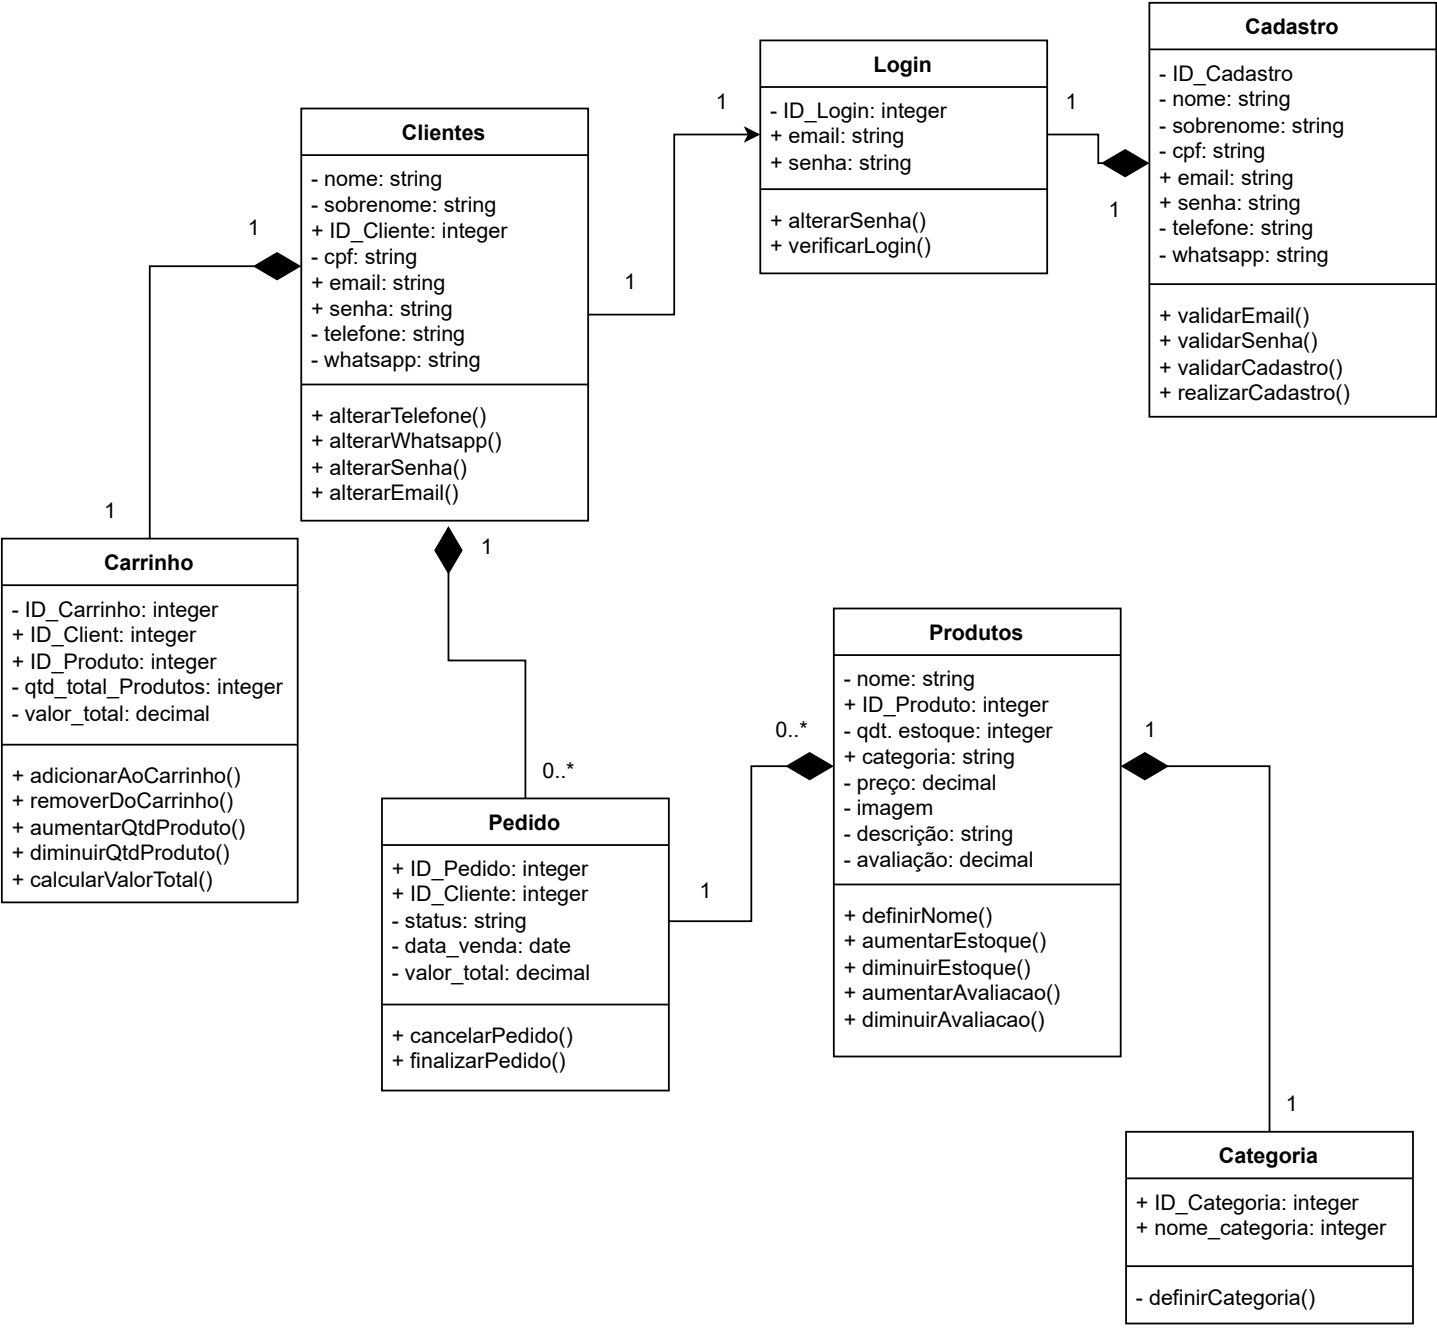 Cadastro
- ID_Cadastro
- nome: string
- sobrenome: string
- cpf: string
+ email: string
+ senha: string
- telefone: string
- whatsapp: string
+ validarEmail()
+ validarSenha()
+ validarCadastro()
+ realizarCadastro()
1
1
Login
- ID_Login: integer
+ email: string
+ senha: string
+ alterarSenha()
+ verificarLogin()
1
1
Clientes
- nome: string
- sobrenome: string
+ ID_Cliente: integer
- cpf: string
+ email: string
+ senha: string
- telefone: string
- whatsapp: string
+ alterarTelefone()
+ alterarWhatsapp()
+ alterarSenha()
+ alterarEmail()
1
1
Carrinho
- ID_Carrinho: integer
+ ID_Client: integer
+ ID_Produto: integer
- qtd_total_Produtos: integer
- valor_total: decimal
+ adicionarAoCarrinho()
+ removerDoCarrinho()
+ aumentarQtdProduto()
+ diminuirQtdProduto()
+ calcularValorTotal()
1
0..*
Pedido
+ ID_Pedido: integer
+ ID_Cliente: integer
- status: string
- data_venda: date
- valor_total: decimal
+ cancelarPedido()
+ finalizarPedido()
1
0..*
Produtos
- nome: string
+ ID_Produto: integer
- qdt. estoque: integer
+ categoria: string
- preço: decimal
- imagem
- descrição: string
- avaliação: decimal
+ definirNome()
+ aumentarEstoque()
+ diminuirEstoque()
+ aumentarAvaliacao()
+ diminuirAvaliacao()
1
1
Categoria
+ ID_Categoria: integer
+ nome_categoria: integer
- definirCategoria()